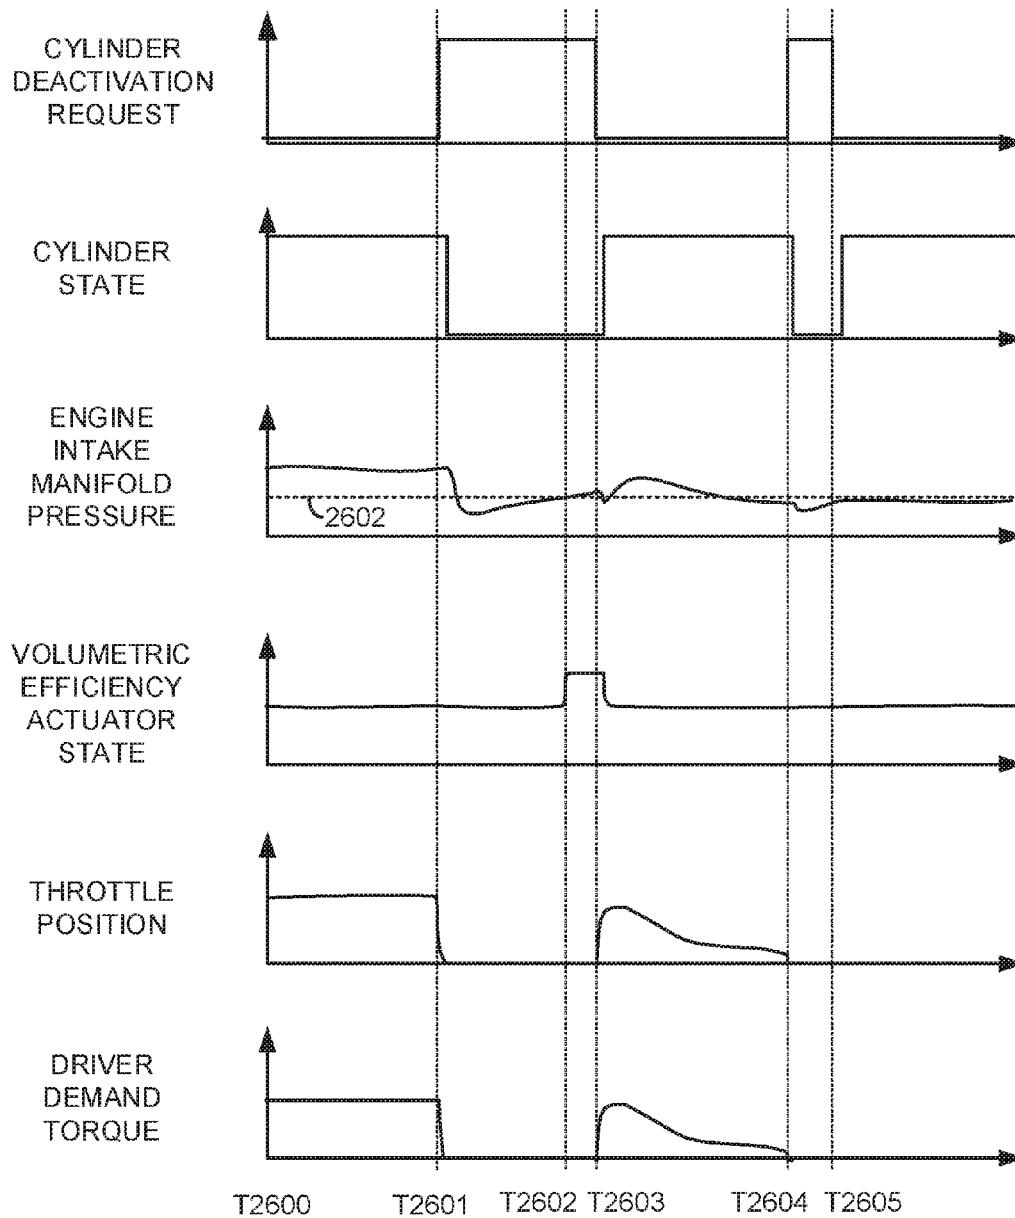 CYLINDER
DEACTIVATION
REQUEST
CYLINDER
STATE
ENGINE
INTAKE
MANIFOLD
PRESSURE
2602
VOLUMETRIC
EFFICIENCY
ACTUATOR
STATE
THROTTLE
POSITION
DRIVER
DEMAND
TORQUE
T2600 T2601 T2602 T2603 T2604 T2605